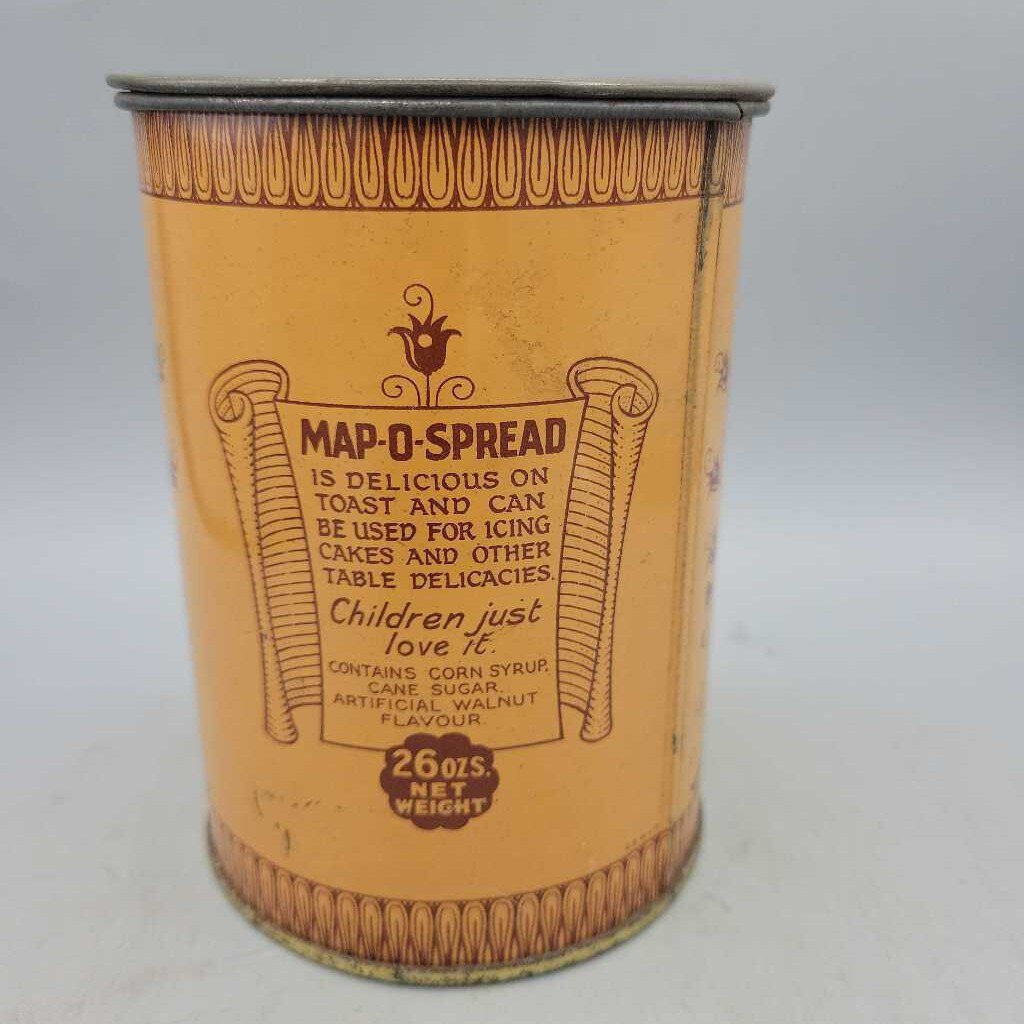 MAP-O-SPREAD
IS DELICIOUS ON
TOAST AND CAN
BE USED FOR ICING
CAKES AND OTHER
TABLE DELICACIES.
Children just
love it.
CONTAINS CORN SYRUP,
CANE SUGAR,
ARTIFICIAL WALNUT
FLAVOUR.
26 OZS.
NET
WEIGHT